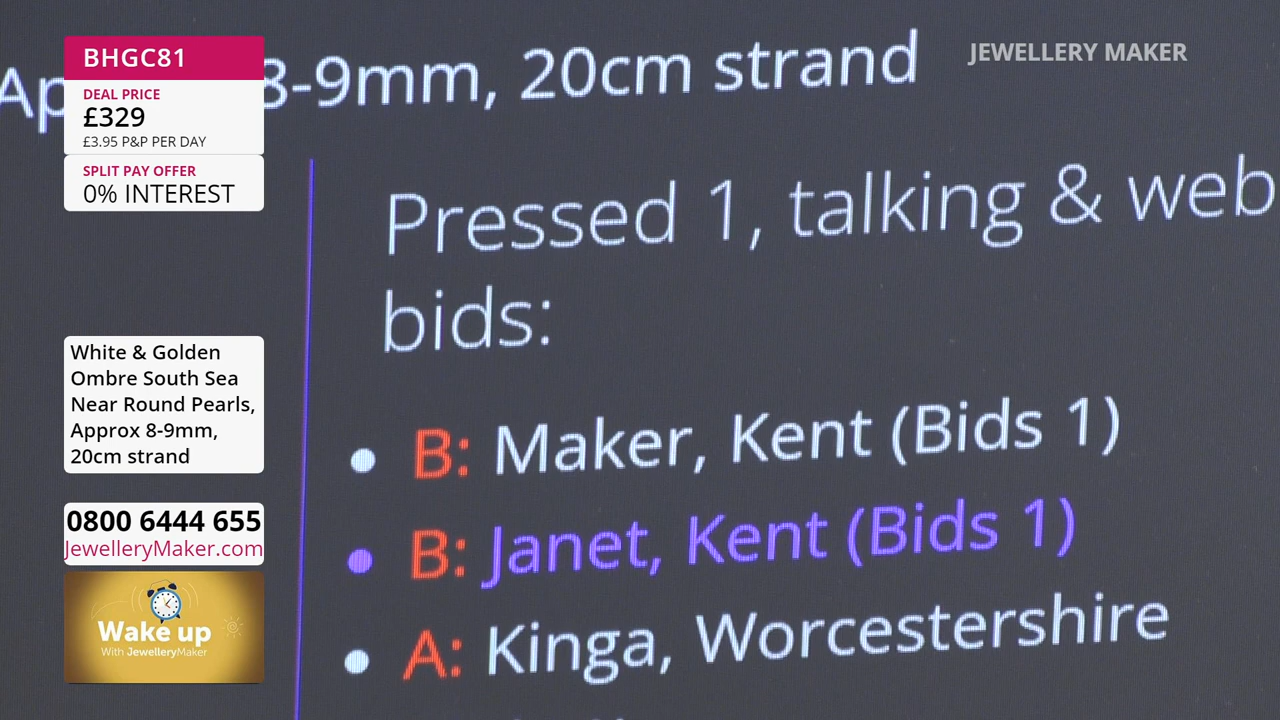 BHGC81
DEAL PRICE
£329
£3.95 P&P PER DAY
SPLIT PAY OFFER
0% INTEREST
8-9mm, 20cm strand
JEWELLERY MAKER
Pressed 1, talking & web
bids:
B: Maker, Kent (Bids 1)
B: Janet, Kent (Bids 1)
A: Kinga, Worcestershire
White & Golden
Ombre South Sea
Near Round Pearls,
Approx 8-9mm,
20cm strand
0800 6444 655
JewelleryMaker.com
Wake up
With JewelleryMaker